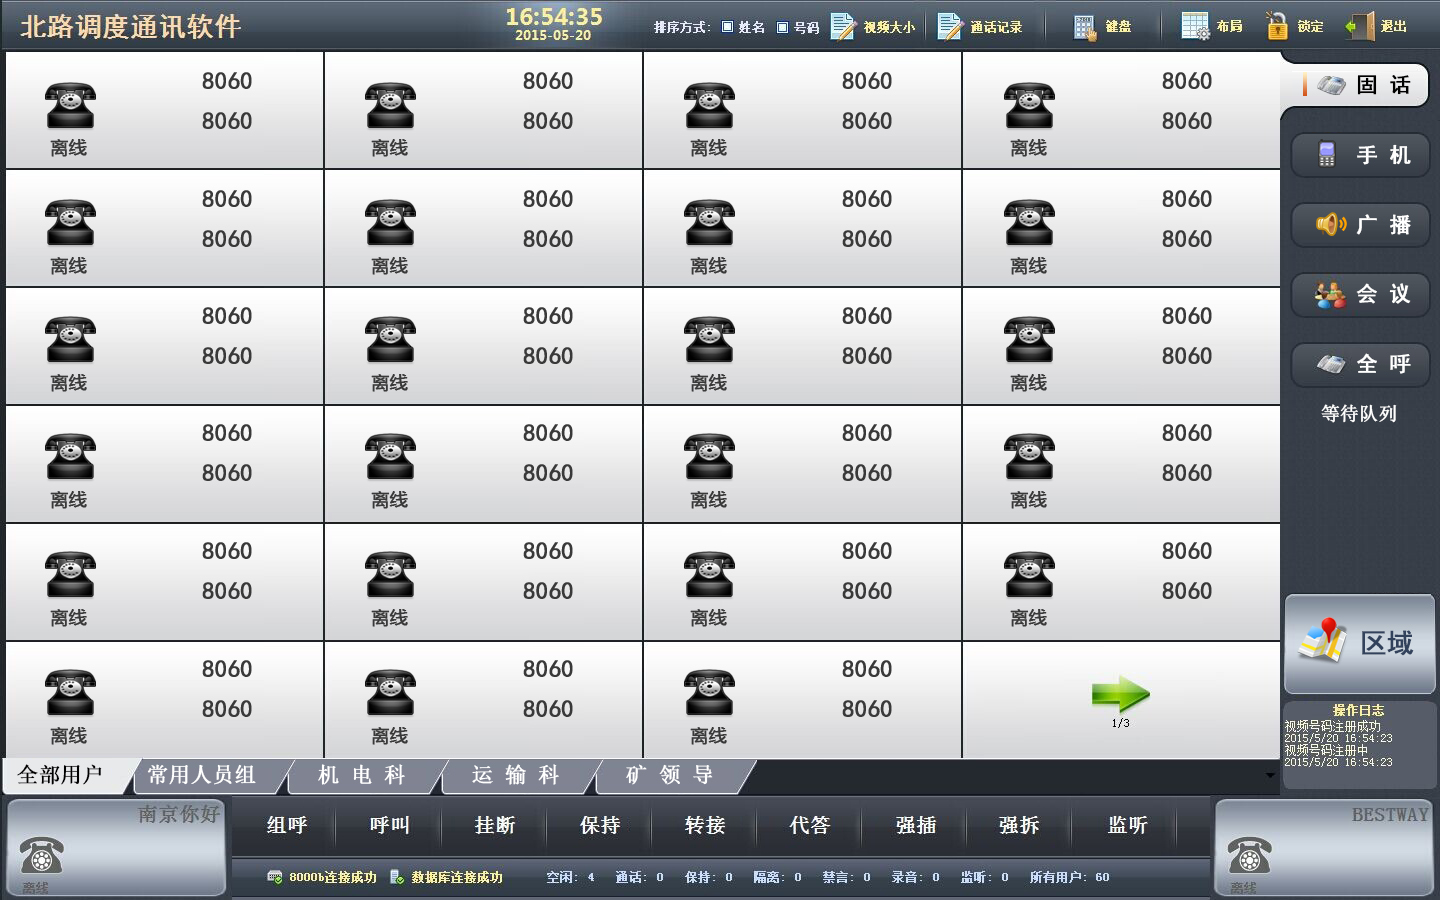 北路调度通讯软件
16:54:35
2015-05-20
排序方式: 姓名 号码 视频大小 通话记录 键盘 布局 锁定 退出
8060 8060 8060 8060
8060 8060 8060 8060
离线 离线 离线 离线
8060 8060 8060 8060
8060 8060 8060 8060
离线 离线 离线 离线
8060 8060 8060 8060
8060 8060 8060 8060
离线 离线 离线 离线
8060 8060 8060 8060
8060 8060 8060 8060
离线 离线 离线 离线
8060 8060 8060 8060
8060 8060 8060 8060
离线 离线 离线 离线
8060 8060 8060
8060 8060 8060
离线 离线 离线
1/3
固话
手机
广播
会议
全呼
等待队列
区域
操作日志
视频号码注册成功
2015/5/20 16:54:23
视频号码注册中
2015/5/20 16:54:23
全部用户 常用人员组 机电科 运输科 矿领导
南京你好
离线
组呼 呼叫 挂断 保持 转接 代答 强插 强拆 监听
8000b连接成功 数据库连接成功 空闲: 4 通话: 0 保持: 0 隔离: 0 禁言: 0 录音: 0 监听: 0 所有用户: 60
BESTWAY
离线